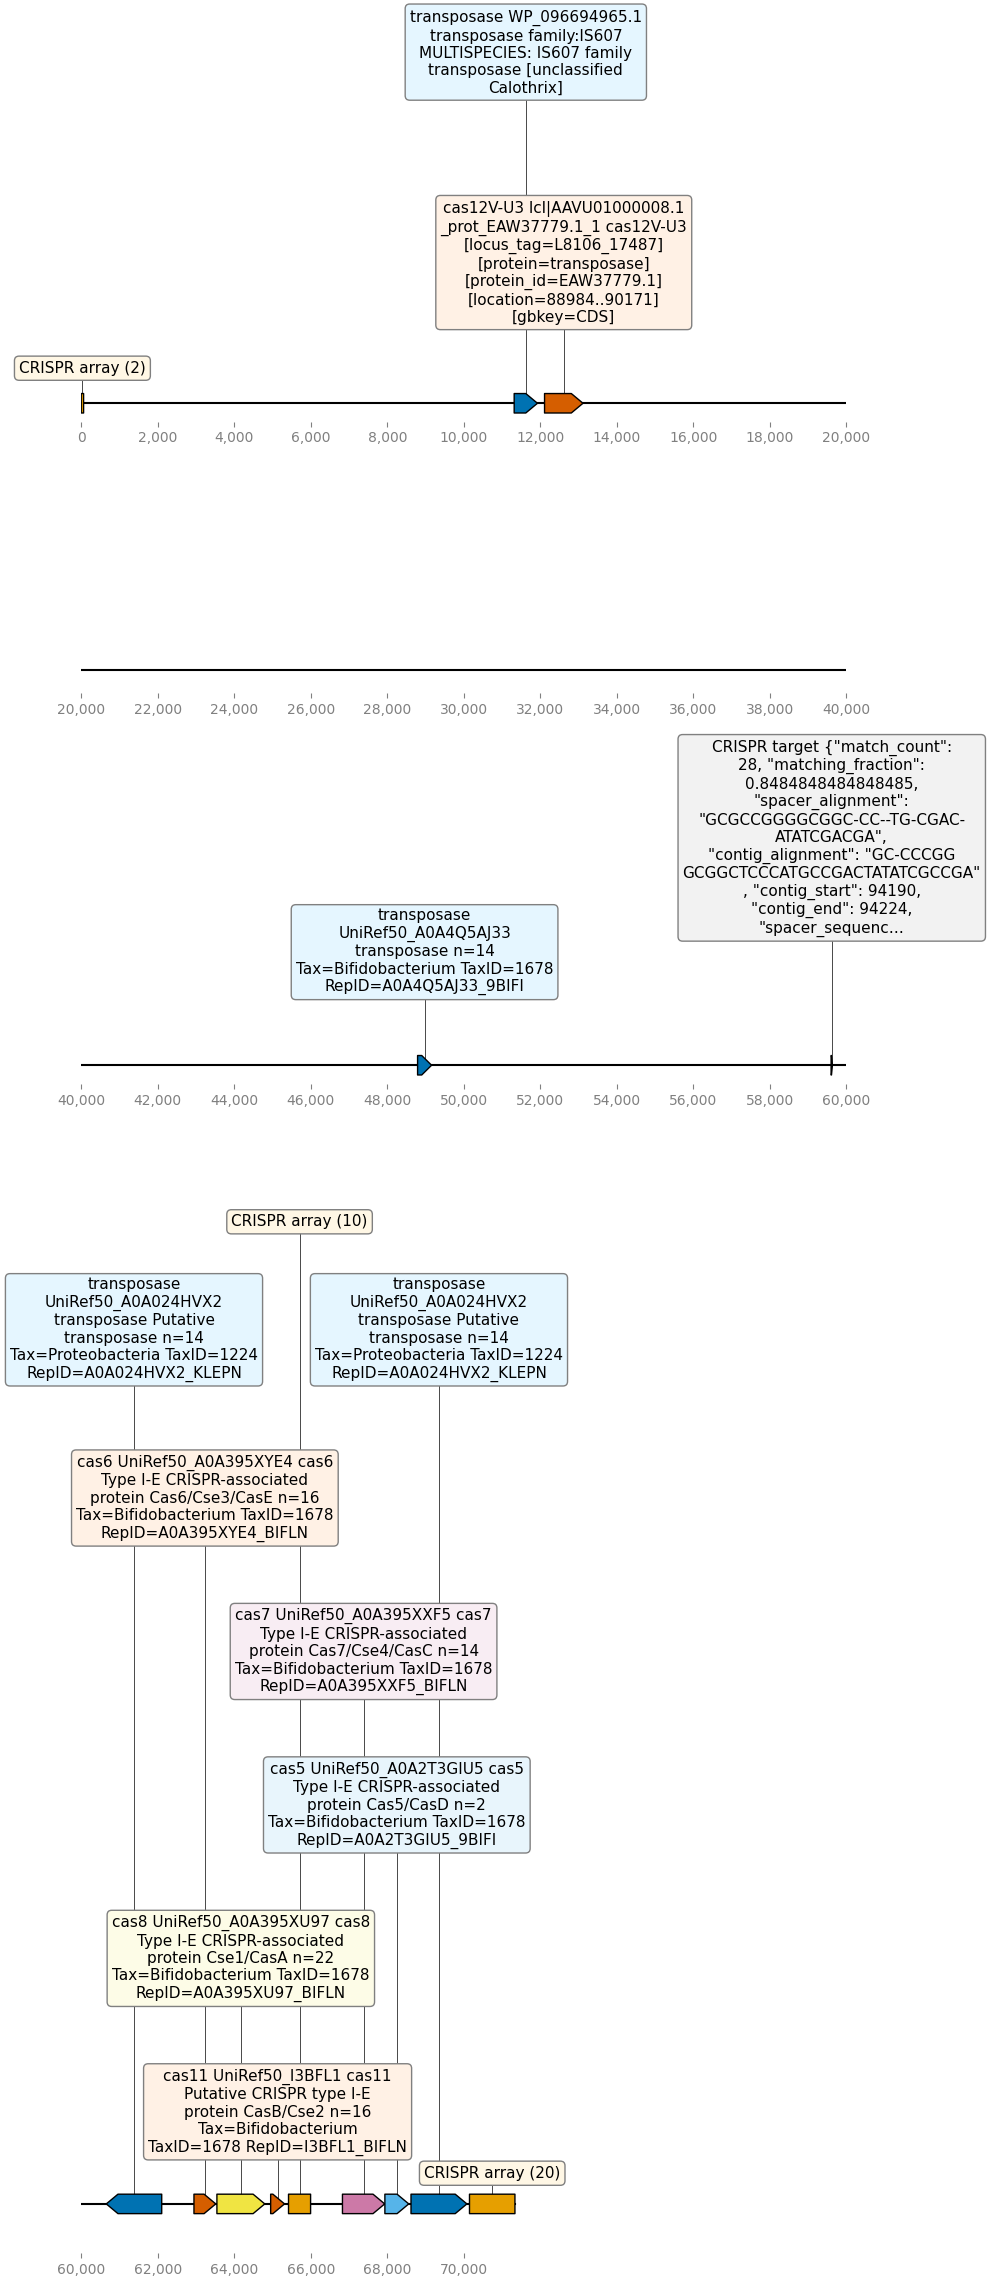 transposase WP_096694965.1
transposase family:IS607
MULTISPECIES: IS607 family
transposase [unclassified
Calothrix]
cas12V-U3 lcl|AAVU01000008.1
_prot_EAW37779.1_1 cas12V-U3
[locus_tag=L8106_17487]
[protein=transposase]
[protein_id=EAW37779.1]
[location=88984..90171]
[gbkey=CDS]
CRISPR array (2)
0 2,000 4,000 6,000 8,000 10,000 12,000 14,000 16,000 18,000 20,000
20,000 22,000 24,000 26,000 28,000 30,000 32,000 34,000 36,000 38,000 40,000
CRISPR target {"match_count":
28, "matching_fraction":
0.8484848484848485,
"spacer_alignment":
"GCGCCGGGGCGGC-CC--TG-CGAC-
ATATCGACGA",
"contig_alignment": "GC-CCCGG
GCGGCTCCCATGCCGACTATATCGCCGA"
, "contig_start": 94190,
"contig_end": 94224,
"spacer_sequenc...
transposase
UniRef50_A0A4Q5AJ33
transposase n=14
Tax=Bifidobacterium TaxID=1678
RepID=A0A4Q5AJ33_9BIFI
40,000 42,000 44,000 46,000 48,000 50,000 52,000 54,000 56,000 58,000 60,000
CRISPR array (10)
transposase
UniRef50_A0A024HVX2
transposase Putative
transposase n=14
Tax=Proteobacteria TaxID=1224
RepID=A0A024HVX2_KLEPN
transposase
UniRef50_A0A024HVX2
transposase Putative
transposase n=14
Tax=Proteobacteria TaxID=1224
RepID=A0A024HVX2_KLEPN
cas6 UniRef50_A0A395XYE4 cas6
Type I-E CRISPR-associated
protein Cas6/Cse3/CasE n=16
Tax=Bifidobacterium TaxID=1678
RepID=A0A395XYE4_BIFLN
cas7 UniRef50_A0A395XXF5 cas7
Type I-E CRISPR-associated
protein Cas7/Cse4/CasC n=14
Tax=Bifidobacterium TaxID=1678
RepID=A0A395XXF5_BIFLN
cas5 UniRef50_A0A2T3GIU5 cas5
Type I-E CRISPR-associated
protein Cas5/CasD n=2
Tax=Bifidobacterium TaxID=1678
RepID=A0A2T3GIU5_9BIFI
cas8 UniRef50_A0A395XU97 cas8
Type I-E CRISPR-associated
protein Cse1/CasA n=22
Tax=Bifidobacterium TaxID=1678
RepID=A0A395XU97_BIFLN
cas11 UniRef50_I3BFL1 cas11
Putative CRISPR type I-E
protein CasB/Cse2 n=16
Tax=Bifidobacterium
TaxID=1678 RepID=I3BFL1_BIFLN
CRISPR array (20)
60,000 62,000 64,000 66,000 68,000 70,000